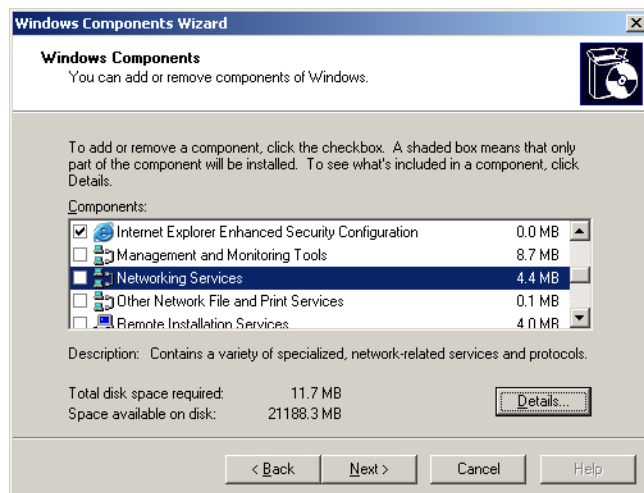 Windows Components Wizard
Windows Components
You can add or remove components of Windows.
To add or remove a component, click the checkbox. A shaded box means that only
part of the component will be installed. To see what's included in a component, click
Details.
Components:
Internet Explorer Enhanced Security Configuration 0.0 MB
Management and Monitoring Tools 8.7 MB
Networking Services 4.4 MB
Other Network File and Print Services 0.1 MB
Remote Installation Services 4.0 MB
Description: Contains a variety of specialized, network-related services and protocols.
Total disk space required: 11.7 MB
Space available on disk: 21188.3 MB
Details...
< Back Next > Cancel Help